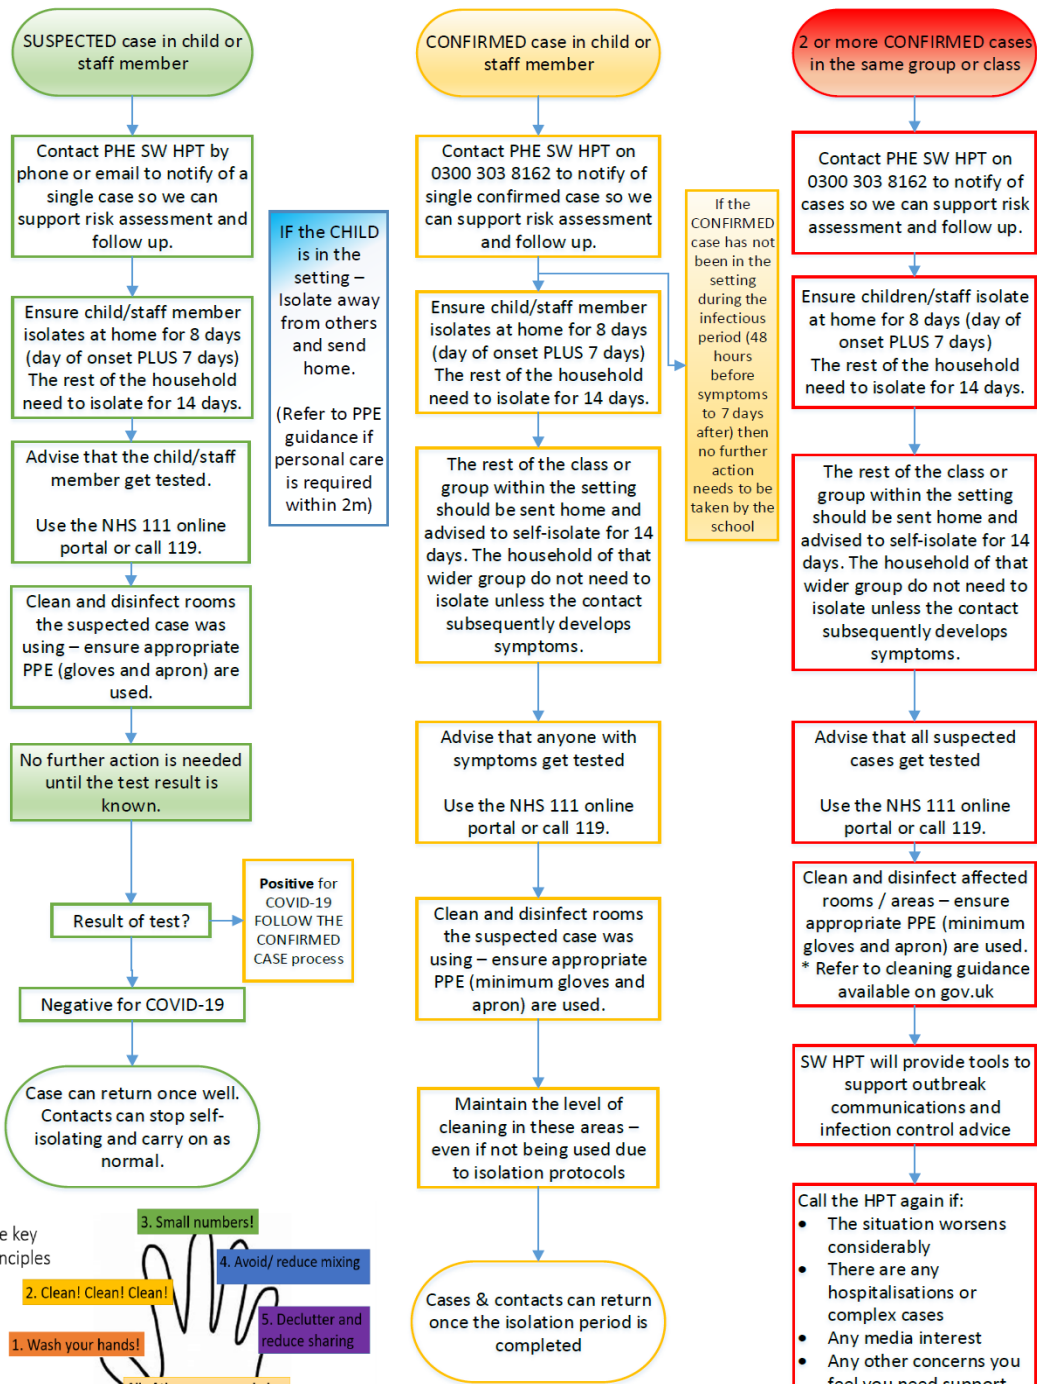 SUSPECTED case in child or
staff member
Contact PHE SW HPT by
phone or email to notify of a
single case so we can
support risk assessment and
follow up.
Ensure child/staff member
isolates at home for 8 days
(day of onset PLUS 7 days)
The rest of the household
need to isolate for 14 days.
Advise that the child/staff
member get tested.
Use the NHS 111 online
portal or call 119.
Clean and disinfect rooms
the suspected case was
using – ensure appropriate
PPE (gloves and apron) are
used.
No further action is needed
until the test result is
known.
Result of test?
Positive for
COVID-19
FOLLOW THE
CONFIRMED
CASE process
Negative for COVID-19
Case can return once well.
Contacts can stop self-
isolating and carry on as
normal.
IF the CHILD
is in the
setting –
Isolate away
from others
and send
home.
(Refer to PPE
guidance if
personal care
is required
within 2m)
CONFIRMED case in child or
staff member
Contact PHE SW HPT on
0300 303 8162 to notify of
single confirmed case so we
can support risk assessment
and follow up.
Ensure child/staff member
isolates at home for 8 days
(day of onset PLUS 7 days)
The rest of the household
need to isolate for 14 days.
The rest of the class or
group within the setting
should be sent home and
advised to self-isolate for 14
days. The household of that
wider group do not need to
isolate unless the contact
subsequently develops
symptoms.
Advise that anyone with
symptoms get tested
Use the NHS 111 online
portal or call 119.
Clean and disinfect rooms
the suspected case was
using – ensure appropriate
PPE (minimum gloves and
apron) are used.
Maintain the level of
cleaning in these areas –
even if not being used due
to isolation protocols
Cases & contacts can return
once the isolation period is
completed
If the
CONFIRMED
case has not
been in the
setting
during the
infectious
period (48
hours
before
symptoms
to 7 days
after) then
no further
action
needs to be
taken by the
school
2 or more CONFIRMED cases
in the same group or class
Contact PHE SW HPT on
0300 303 8162 to notify of
cases so we can support risk
assessment and follow up.
Ensure children/staff isolate
at home for 8 days (day of
onset PLUS 7 days)
The rest of the household
need to isolate for 14 days.
The rest of the class or
group within the setting
should be sent home and
advised to self-isolate for 14
days. The household of that
wider group do not need to
isolate unless the contact
subsequently develops
symptoms.
Advise that all suspected
cases get tested
Use the NHS 111 online
portal or call 119.
Clean and disinfect affected
rooms / areas – ensure
appropriate PPE (minimum
gloves and apron) are used.
* Refer to cleaning guidance
available on gov.uk
SW HPT will provide tools to
support outbreak
communications and
infection control advice
Call the HPT again if:
• The situation worsens
considerably
• There are any
hospitalisations or
complex cases
• Any media interest
• Any other concerns you
feel you need support
key
3. Small numbers!
4. Avoid/ reduce mixing
2. Clean! Clean! Clean!
5. Declutter and
reduce sharing
1. Wash your hands!